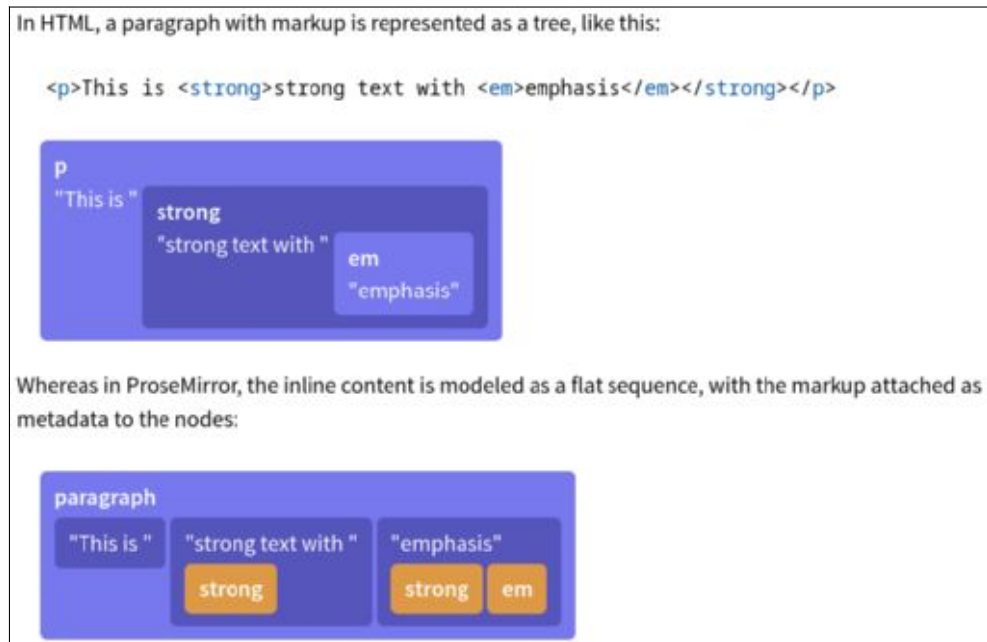 In HTML, a paragraph with markup is represented as a tree, like this:
<p>This is <strong>strong text with <em>emphasis</em></strong></p>
p
"This is "
strong
"strong text with "
em
"emphasis"
Whereas in ProseMirror, the inline content is modeled as a flat sequence, with the markup attached as
metadata to the nodes:
paragraph
"This is " "strong text with " "emphasis"
strong strong em